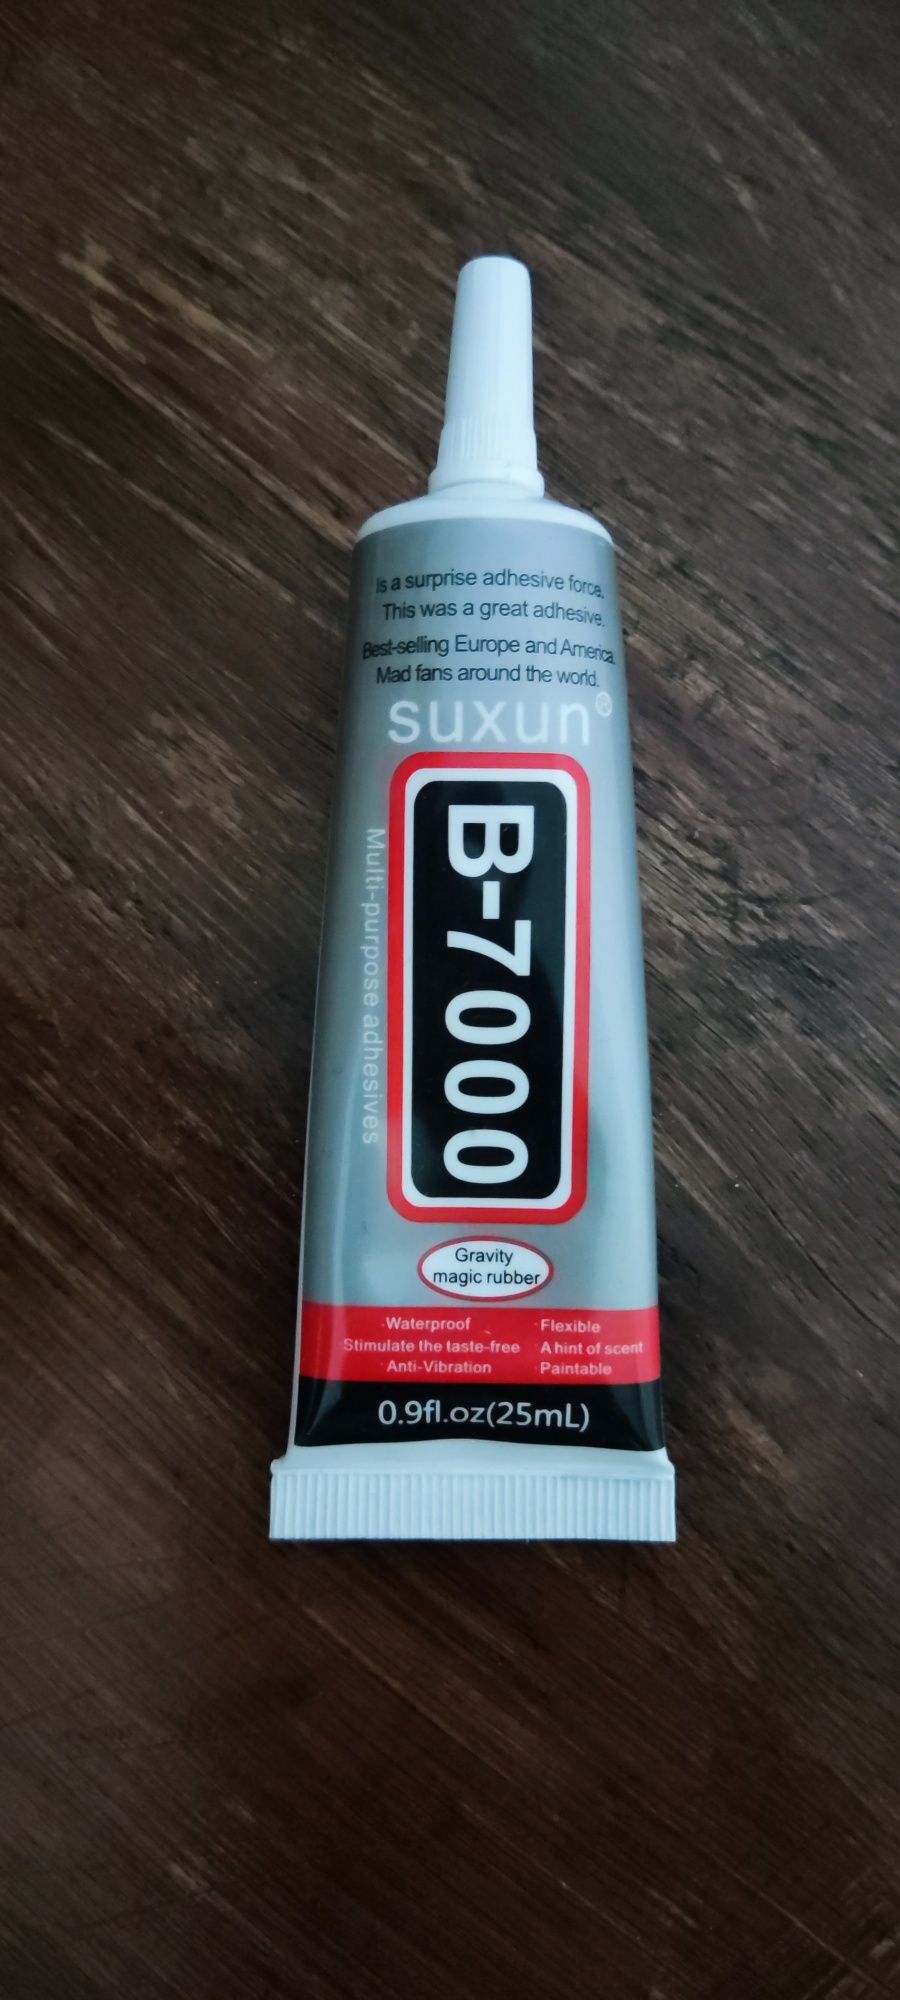 Is a surprise adhesive force.
This was a great adhesive.
Best-selling Europe and America.
Mad fans around the world.
suxun®
B-7000
Multi-purpose adhesives
Gravity
magic rubber
Waterproof Flexible
Stimulate the taste-free A hint of scent
Anti-Vibration Paintable
0.9fl.oz(25mL)